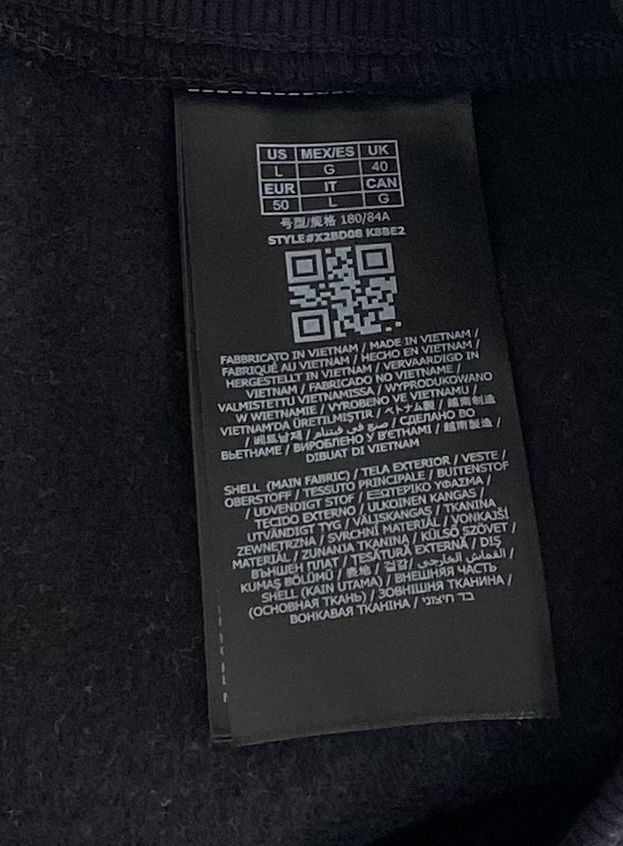 US MEX/ES UK
L G 40
EUR IT CAN
50 L G
号型/規格 180/84A
STYLE#X2BD08 K8BE2
FABBRICATO IN VIETNAM / MADE IN VIETNAM /
FABRIQUÉ AU VIETNAM / HECHO EN VIETNAM /
HERGESTELLT IN VIETNAM / VERVAARDIGD IN
VIETNAM / FABRICADO NO VIETNAME /
VALMISTETTU VIETNAMISSA / WYPRODUKOWANO
W WIETNAMIE / VYROBENO VE VIETNAMU /
VIETNAM'DA ÜRETILMIŞTIR / ベトナム製 / 越南制造
/ 베트남제 / صنع في فيتنام / СДЕЛАНО ВО
ВЬЕТНАМЕ / ВИРОБЛЕНО У В'ЄТНАМІ / 越南製造 /
DIBUAT DI VIETNAM
SHELL (MAIN FABRIC) / TELA EXTERIOR / VESTE /
OBERSTOFF / TESSUTO PRINCIPALE / BUITENSTOF
/ UDVENDIGT STOF / ΕΞΩΤΕΡΙΚΟ ΥΦΑΣΜΑ /
TECIDO EXTERNO / ULKOINEN KANGAS /
UTVÄNDIGT TYG / VÄLISKANGAS / TKANINA
ZEWNĘTRZNA / SVRCHNÍ MATERIÁL / VONKAJŠÍ
MATERIÁL / ZUNANJA TKANINA / KÜLSŐ SZÖVET /
ВЪНШЕН ПЛАТ / ȚESĂTURĂ EXTERNĂ / DIŞ
KUMAŞ BÖLÜMÜ / 表地 / 겉감 / القماش الخارجي /
SHELL (KAIN UTAMA) / ВНЕШНЯЯ ЧАСТЬ
(ОСНОВНАЯ ТКАНЬ) / ЗОВНІШНЯ ТКАНИНА /
ВОНКАВАЯ ТКАНІНА / בד חיצוני